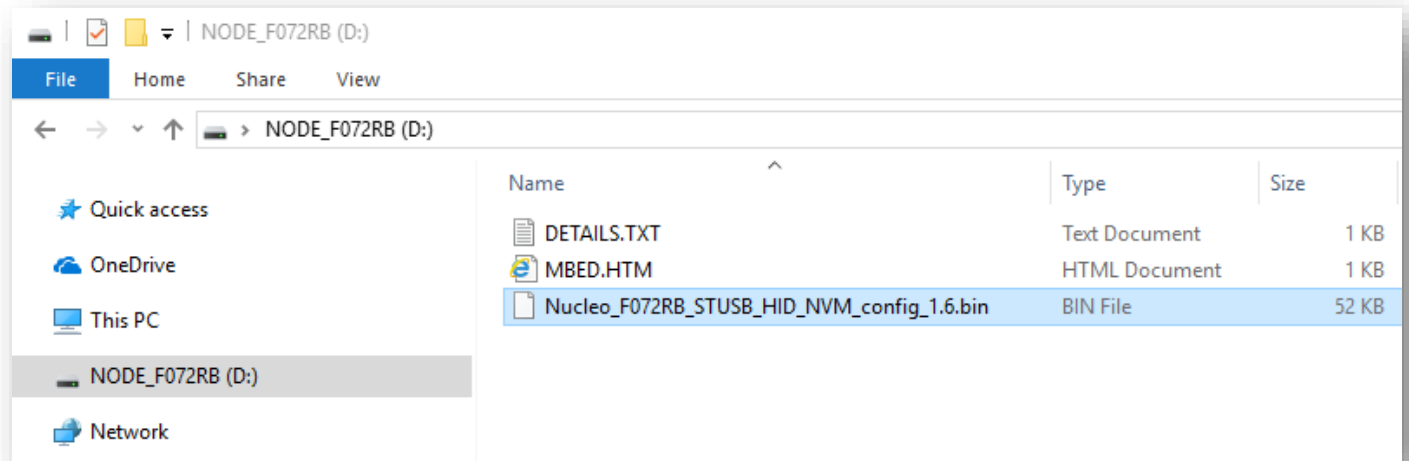 NODE_F072RB (D:)
File Home Share View
NODE_F072RB (D:)
Name Type Size
Quick access
DETAILS.TXT Text Document 1 KB
OneDrive
MBED.HTM HTML Document 1 KB
Nucleo_F072RB_STUSB_HID_NVM_config_1.6.bin BIN File 52 KB
This PC
NODE_F072RB (D:)
Network